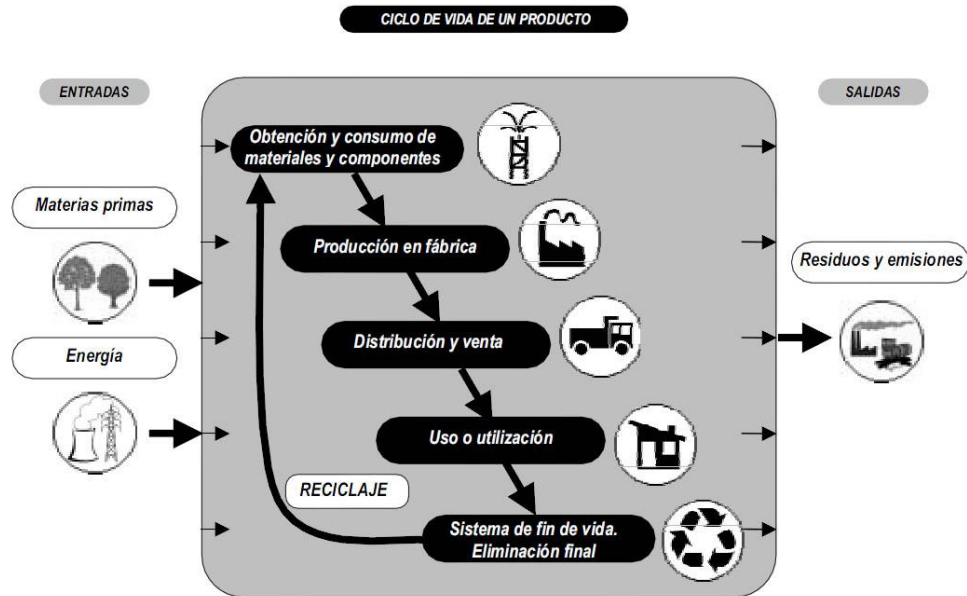 CICLO DE VIDA DE UN PRODUCTO
ENTRADAS
SALIDAS
Obtención y consumo de
materiales y componentes
Materias primas
Producción en fábrica
Residuos y emisiones
Distribución y venta
Energía
Uso o utilización
RECICLAJE
Sistema de fin de vida.
Eliminación final